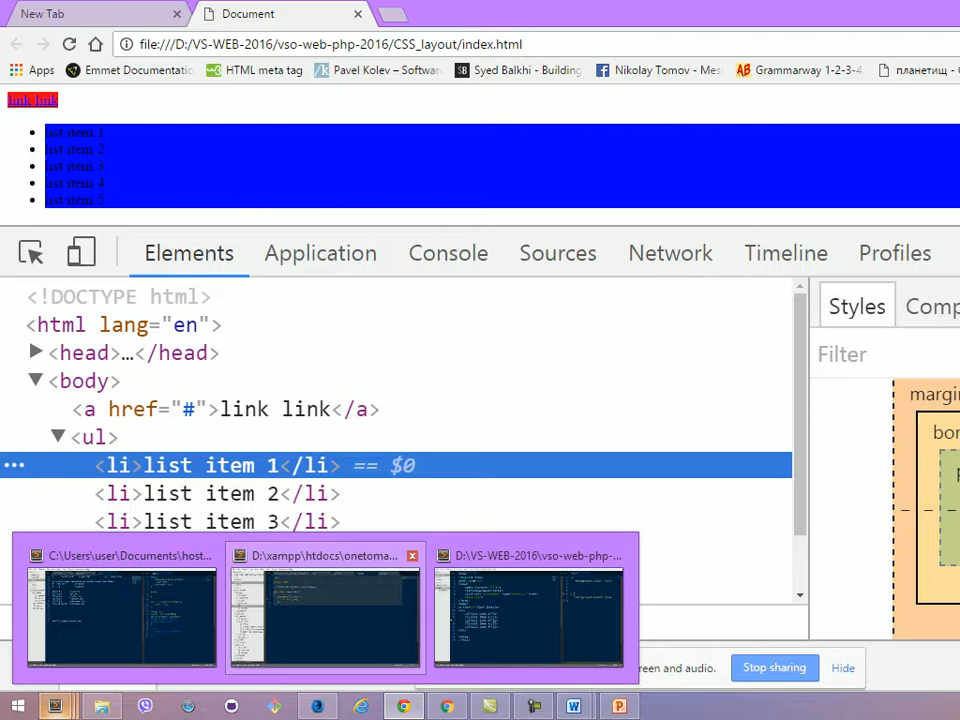 New Tab
Document
file:///D:/VS-WEB-2016/vso-web-php-2016/CSS_layout/index.html
Apps Emmet Documentatio HTML meta tag Pavel Kolev – Softwar Syed Balkhi - Building Nikolay Tomov - Mes Grammarway 1-2-3-4. планетищ –
link link
list item 1
list item 2
list item 3
list item 4
list item 5
Elements Application Console Sources Network Timeline Profiles
<!DOCTYPE html>
<html lang="en">
<head>…</head>
<body>
<a href="#">link link</a>
<ul>
<li>list item 1</li> == $0
<li>list item 2</li>
<li>list item 3</li>
Styles Comp
Filter
margin
bor
C:\Users\user\Documents\host...
D:\xampp\htdocs\onetoma...
D:\VS-WEB-2016\vso-web-php-...
een and audio.
Stop sharing
Hide